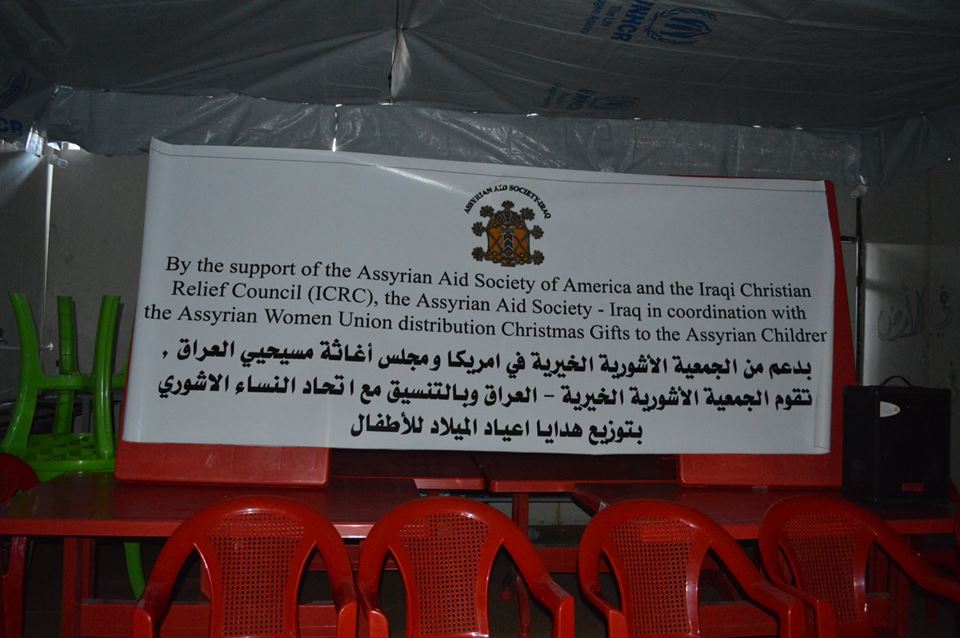 UNHCR
The UN
UNHCR
ASSYRIAN AID SOCIETY-IRAQ
By the support of the Assyrian Aid Society of America and the Iraqi Christian
Relief Council (ICRC), the Assyrian Aid Society - Iraq in coordination with
the Assyrian Women Union distribution Christmas Gifts to the Assyrian Childrer
بدعم من الجمعية الاشورية الخيرية في امريكا ومجلس أغاثة مسيحيي العراق ,
تقوم الجمعية الأشورية الخيرية - العراق وبالتنسيق مع اتحاد النساء الاشوري
بتوزيع هدايا اعياد الميلاد للأطفال